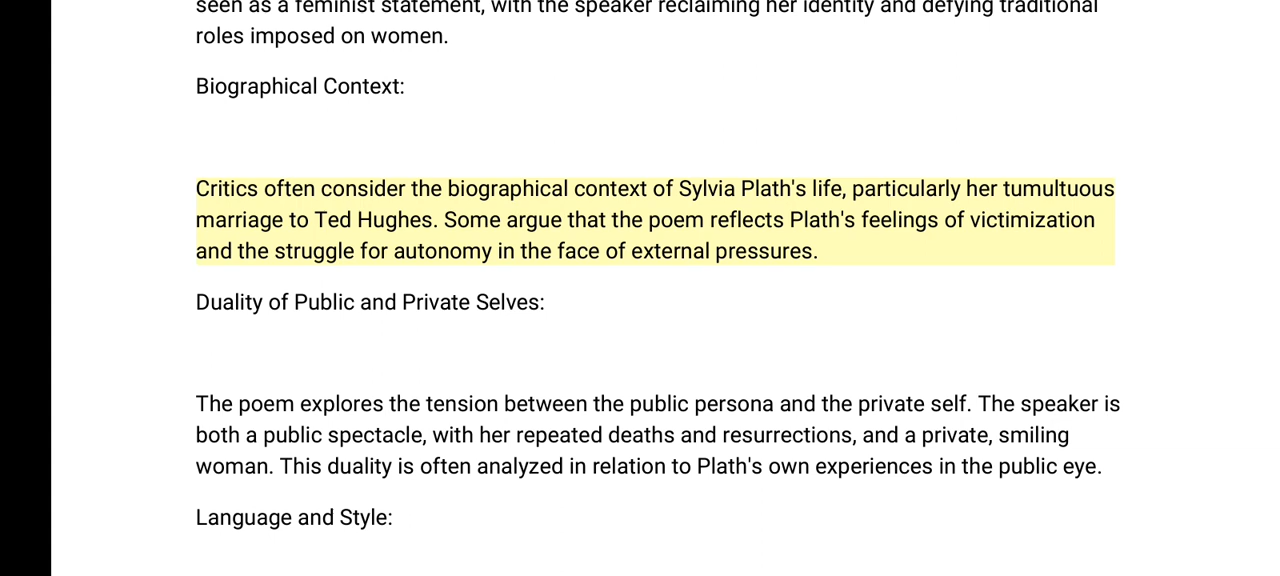 seen as a feminist statement, with the speaker reclaiming her identity and defying traditional
roles imposed on women.
Biographical Context:
Critics often consider the biographical context of Sylvia Plath's life, particularly her tumultuous
marriage to Ted Hughes. Some argue that the poem reflects Plath's feelings of victimization
and the struggle for autonomy in the face of external pressures.
Duality of Public and Private Selves:
The poem explores the tension between the public persona and the private self. The speaker is
both a public spectacle, with her repeated deaths and resurrections, and a private, smiling
woman. This duality is often analyzed in relation to Plath's own experiences in the public eye.
Language and Style: